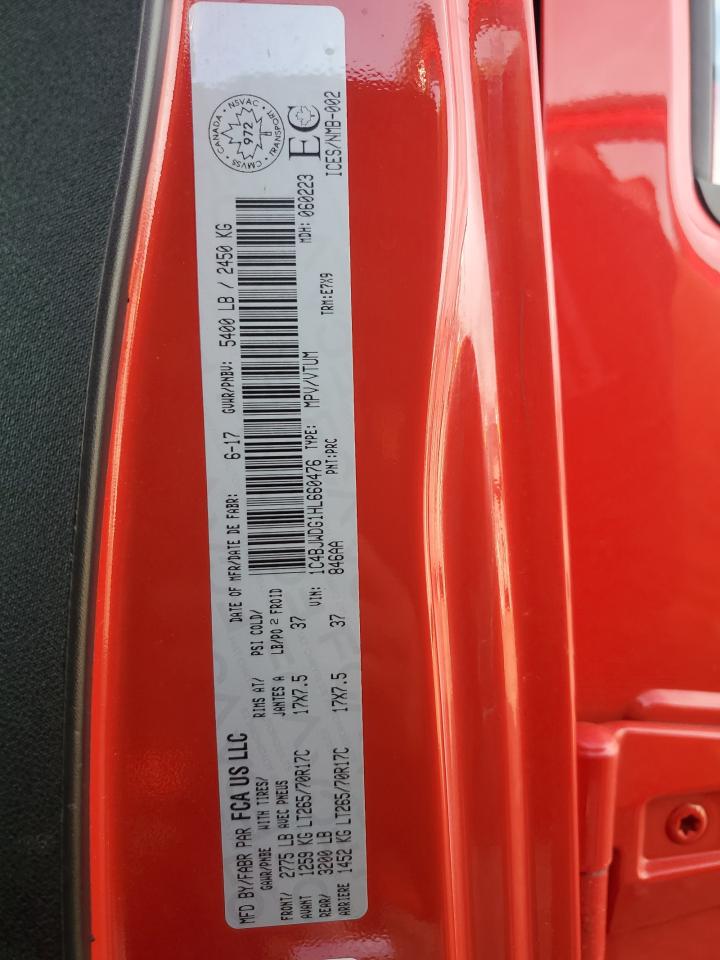 MFD BY/FABR PAR FCA US LLC
DATE OF MFR/DATE DE FABR: 6-17 GVWR/PNBV: 5400 LB / 2450 KG
GAWR/PNBE WITH TIRES/ RIMS AT/ PSI COLD/
AVEC PNEUS JANTES A LB/PO 2 FROID
FRONT/ 2775 LB
AVANT 1259 KG LT265/70R17C 17X7.5 37
REAR/ 3200 LB
ARRIERE 1452 KG LT265/70R17C 17X7.5 37
VIN: 1C4BJWDG1HL660476 TYPE: MPV/VTUM MDH: 060223
846AA PNT:PRC TRM:E7X9
CANADA · NSVAC · TRANSPORT · CMVSS
972
EC
ICES/NMB-002